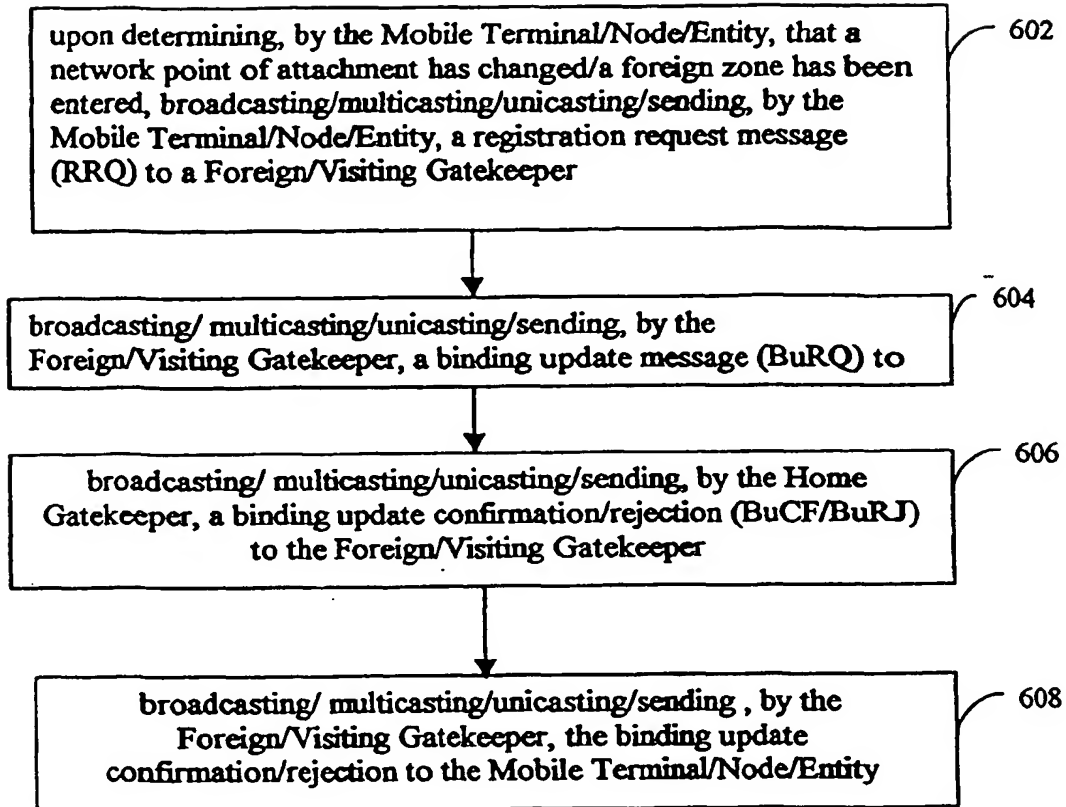 upon determining, by the Mobile Terminal/Node/Entity, that a
network point of attachment has changed/a foreign zone has been
entered, broadcasting/multicasting/unicasting/sending, by the
Mobile Terminal/Node/Entity, a registration request message
(RRQ) to a Foreign/Visiting Gatekeeper
602
broadcasting/ multicasting/unicasting/sending, by the
Foreign/Visiting Gatekeeper, a binding update message (BuRQ) to
604
broadcasting/ multicasting/unicasting/sending, by the Home
Gatekeeper, a binding update confirmation/rejection (BuCF/BuRJ)
to the Foreign/Visiting Gatekeeper
606
broadcasting/ multicasting/unicasting/sending , by the
Foreign/Visiting Gatekeeper, the binding update
confirmation/rejection to the Mobile Terminal/Node/Entity
608